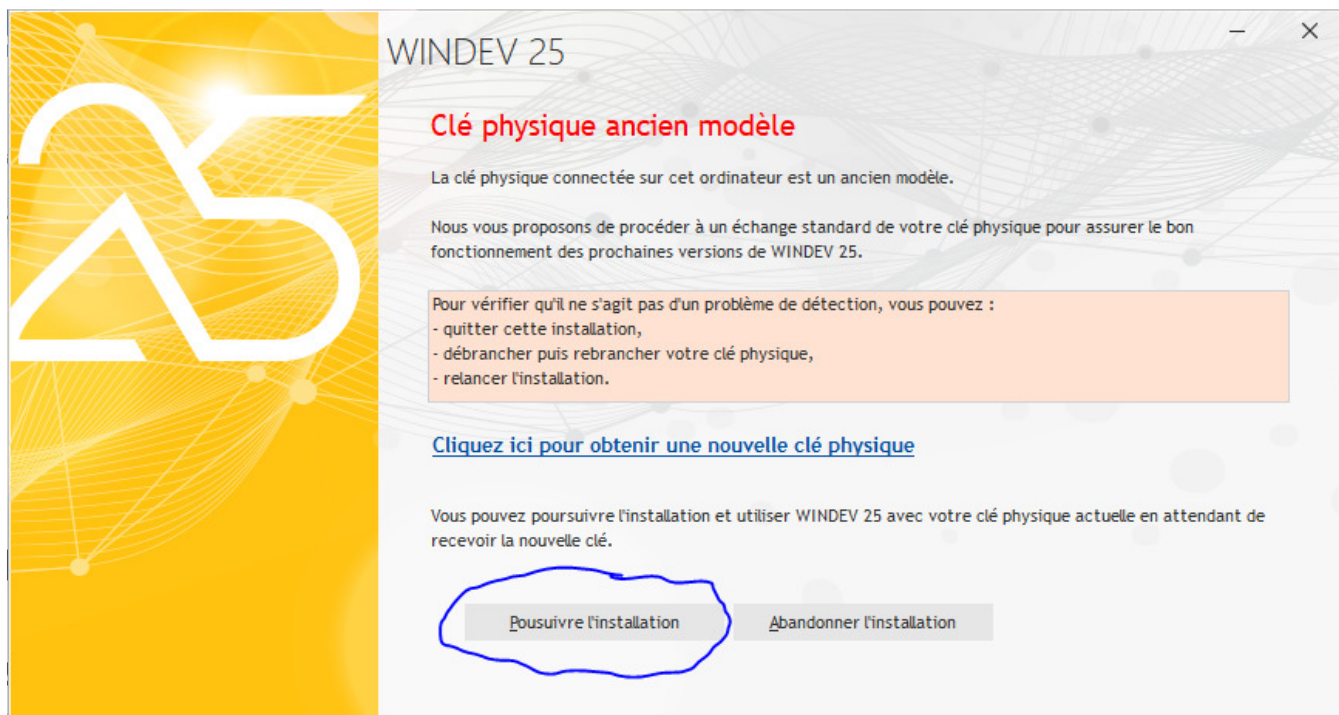 WINDEV 25
Clé physique ancien modèle
La clé physique connectée sur cet ordinateur est un ancien modèle.
Nous vous proposons de procéder à un échange standard de votre clé physique pour assurer le bon
fonctionnement des prochaines versions de WINDEV 25.
Pour vérifier qu'il ne s'agit pas d'un problème de détection, vous pouvez :
- quitter cette installation,
- débrancher puis rebrancher votre clé physique,
- relancer l'installation.
Cliquez ici pour obtenir une nouvelle clé physique
Vous pouvez poursuivre l'installation et utiliser WINDEV 25 avec votre clé physique actuelle en attendant de
recevoir la nouvelle clé.
Pousuivre l'installation Abandonner l'installation